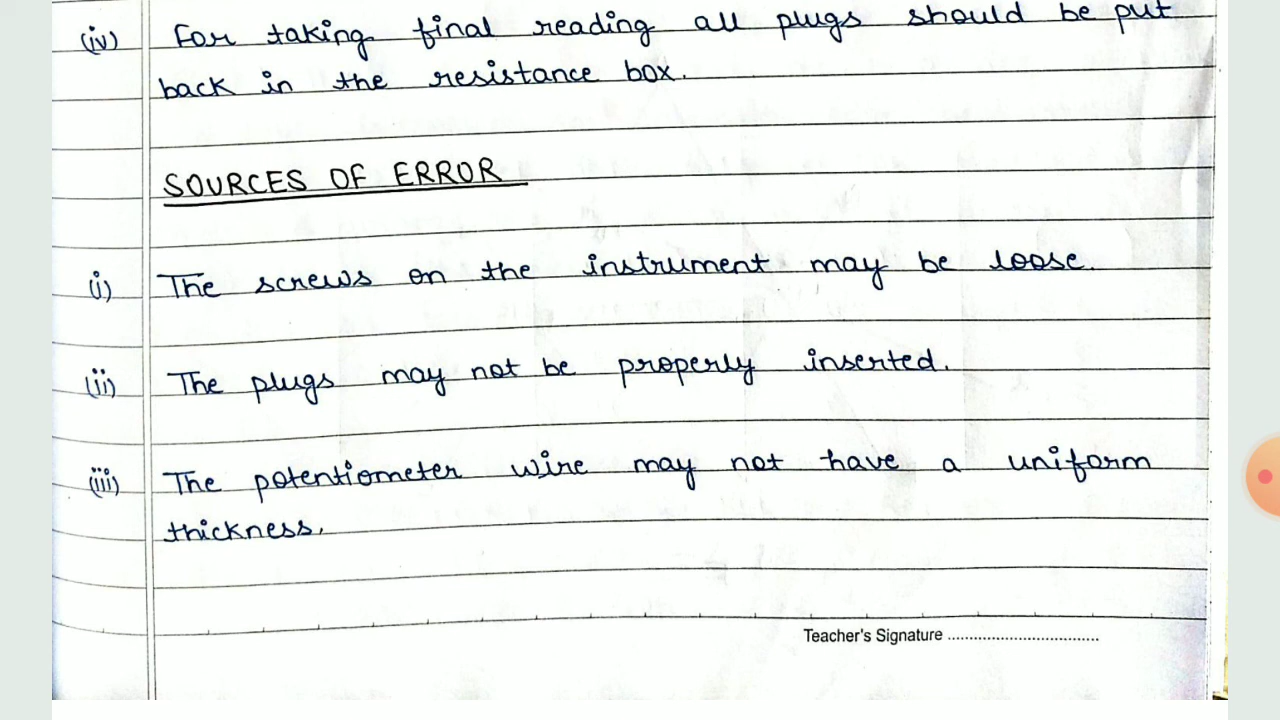 (iv) For taking final reading all plugs should be put
back in the resistance box.
SOURCES OF ERROR
(i) The screws on the instrument may be loose.
(ii) The plugs may not be properly inserted.
(iii) The potentiometer wire may not have a uniform
thickness.
Teacher's Signature ...................................